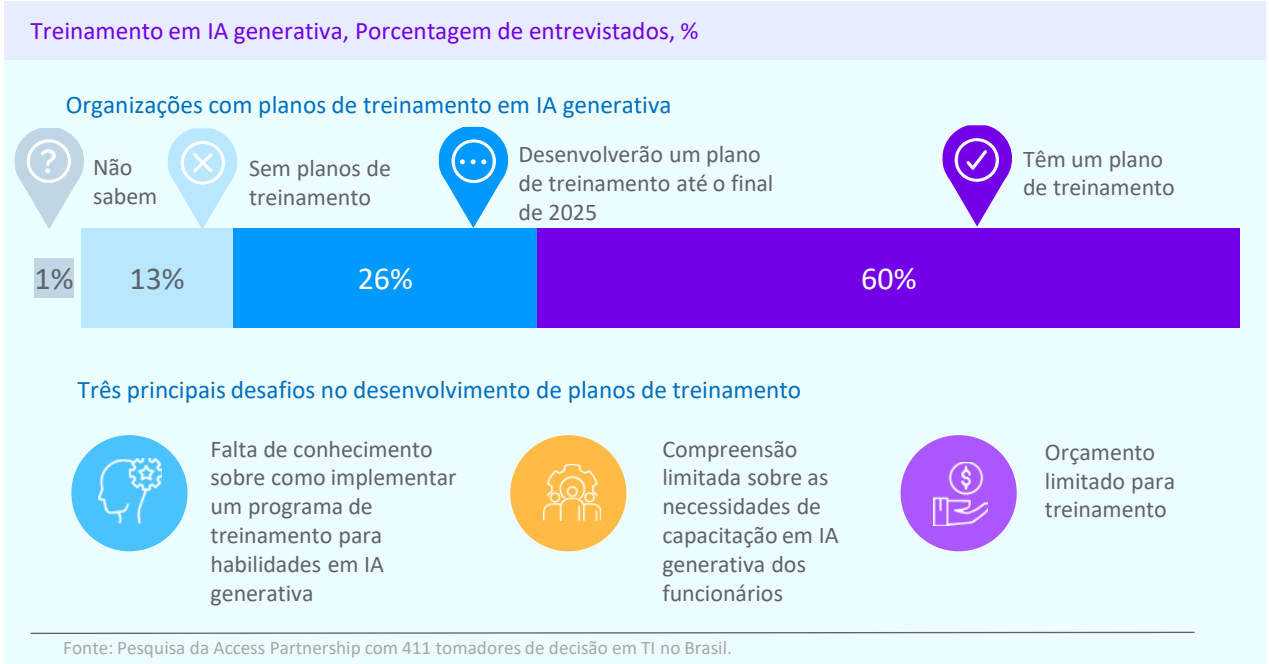 Treinamento em IA generativa, Porcentagem de entrevistados, %
Organizações com planos de treinamento em IA generativa
?
Não
sabem
Sem planos de
treinamento
Desenvolverão um plano
de treinamento até o final
de 2025
Têm um plano
de treinamento
1%
13%
26%
60%
Três principais desafios no desenvolvimento de planos de treinamento
Falta de conhecimento
sobre como implementar
um programa de
treinamento para
habilidades em IA
generativa
Compreensão
limitada sobre as
necessidades de
capacitação em IA
generativa dos
funcionários
$
Orçamento
limitado para
treinamento
Fonte: Pesquisa da Access Partnership com 411 tomadores de decisão em TI no Brasil.